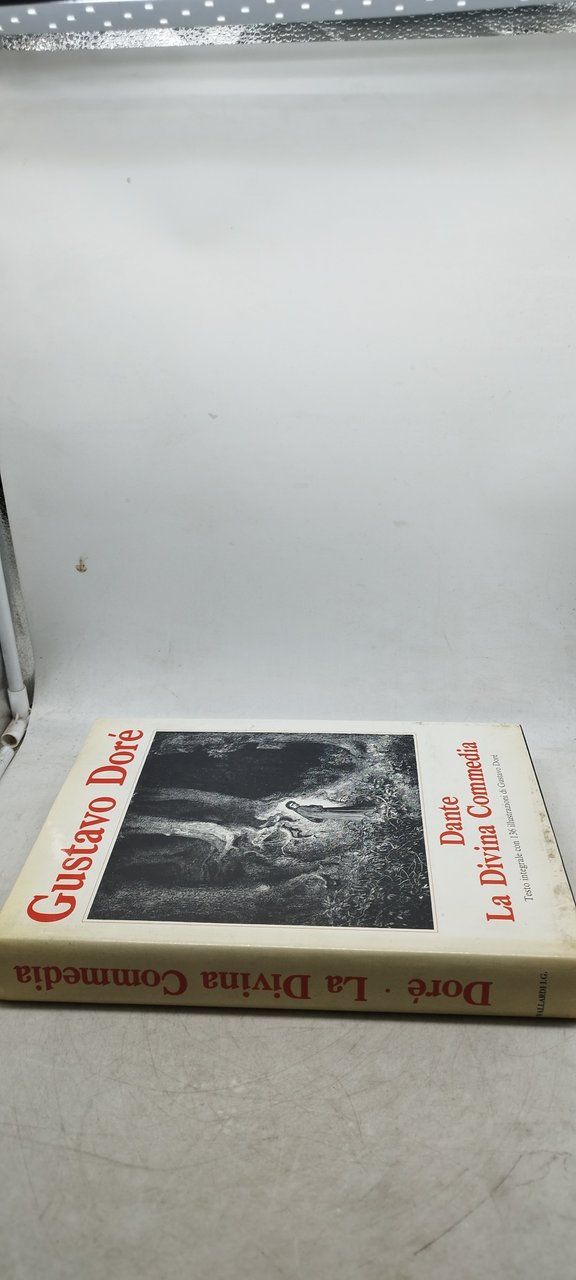 Gustavo Doré
Dante
La Divina Commedia
Testo integrale con 136 illustrazioni di Gustavo Doré
Doré · La Divina Commedia
VALLARDI I.G.